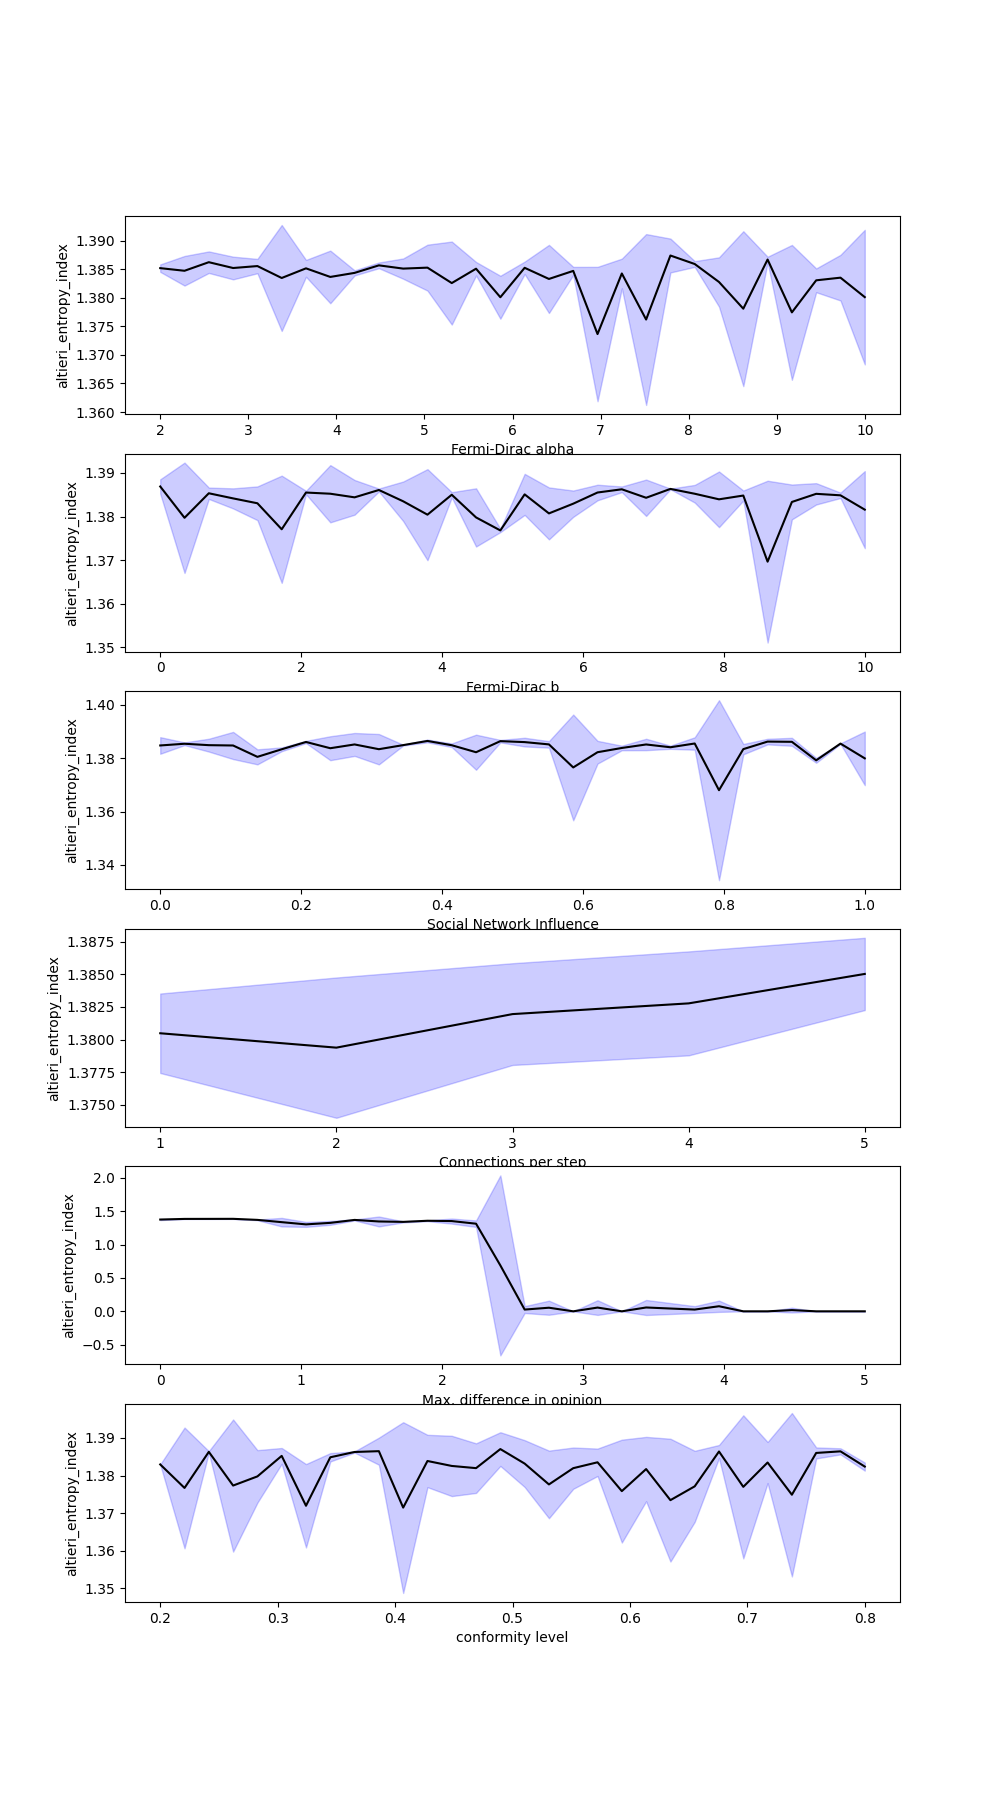 altieri_entropy_index
1.390
1.385
1.380
1.375
1.370
1.365
1.360
2 3 4 5 6 7 8 9 10
Fermi-Dirac alpha
altieri_entropy_index
1.39
1.38
1.37
1.36
1.35
0 2 4 6 8 10
Fermi-Dirac b
altieri_entropy_index
1.40
1.38
1.36
1.34
0.0 0.2 0.4 0.6 0.8 1.0
Social Network Influence
altieri_entropy_index
1.3875
1.3850
1.3825
1.3800
1.3775
1.3750
1 2 3 4 5
Connections per step
altieri_entropy_index
2.0
1.5
1.0
0.5
0.0
−0.5
0 1 2 3 4 5
Max. difference in opinion
altieri_entropy_index
1.39
1.38
1.37
1.36
1.35
0.2 0.3 0.4 0.5 0.6 0.7 0.8
conformity level